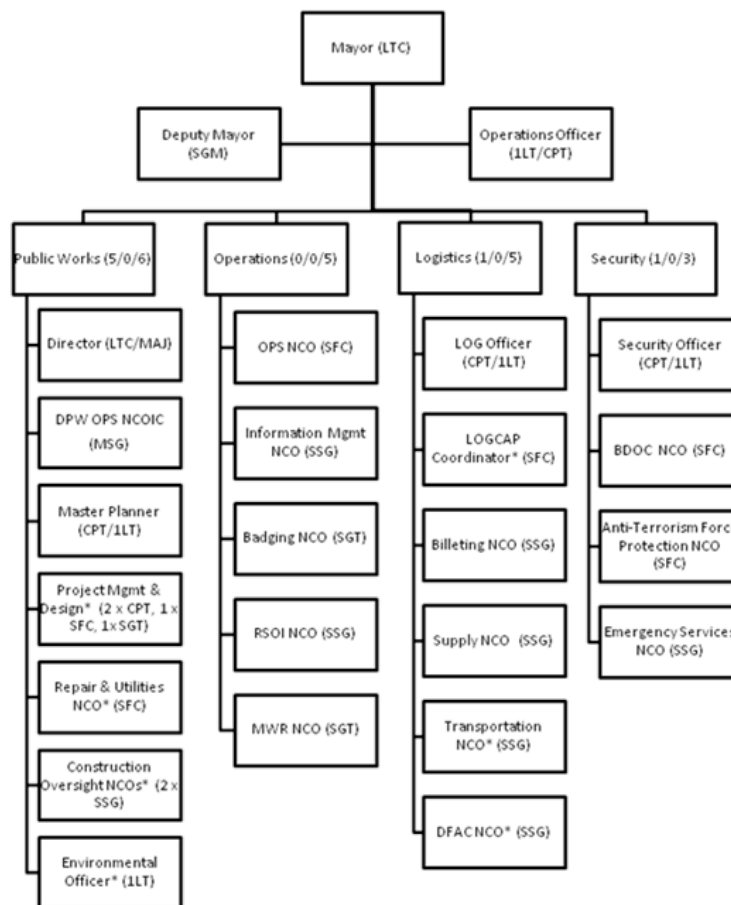 Mayor (LTC)
Deputy Mayor
(SGM)
Operations Officer
(1LT/CPT)
Public Works (5/0/6)
Operations (0/0/5)
Logistics (1/0/5)
Security (1/0/3)
Director (LTC/MAJ)
DPW OPS NCOIC
(MSG)
Master Planner
(CPT/1LT)
Project Mgmt &
Design* (2 x CPT, 1 x
SFC, 1x SGT)
Repair & Utilities
NCO* (SFC)
Construction
Oversight NCOs* (2 x
SSG)
Environmental
Officer* (1LT)
OPS NCO (SFC)
Information Mgmt
NCO (SSG)
Badging NCO (SGT)
RSOI NCO (SSG)
MWR NCO (SGT)
LOG Officer
(CPT/1LT)
LOGCAP
Coordinator* (SFC)
Billeting NCO (SSG)
Supply NCO (SSG)
Transportation
NCO* (SSG)
DFAC NCO* (SSG)
Security Officer
(CPT/1LT)
BDOC NCO (SFC)
Anti-Terrorism Forc
Protection NCO
(SFC)
Emergency Services
NCO (SSG)